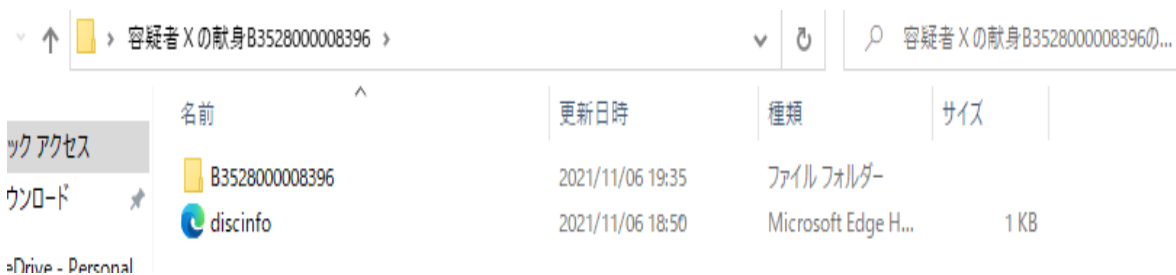 容疑者Xの献身B3528000008396
容疑者Xの献身B3528000008396の...
名前 更新日時 種類 サイズ
ック アクセス
B3528000008396 2021/11/06 19:35 ファイル フォルダー
ウンロード
discinfo 2021/11/06 18:50 Microsoft Edge H... 1 KB
eDrive - Personal